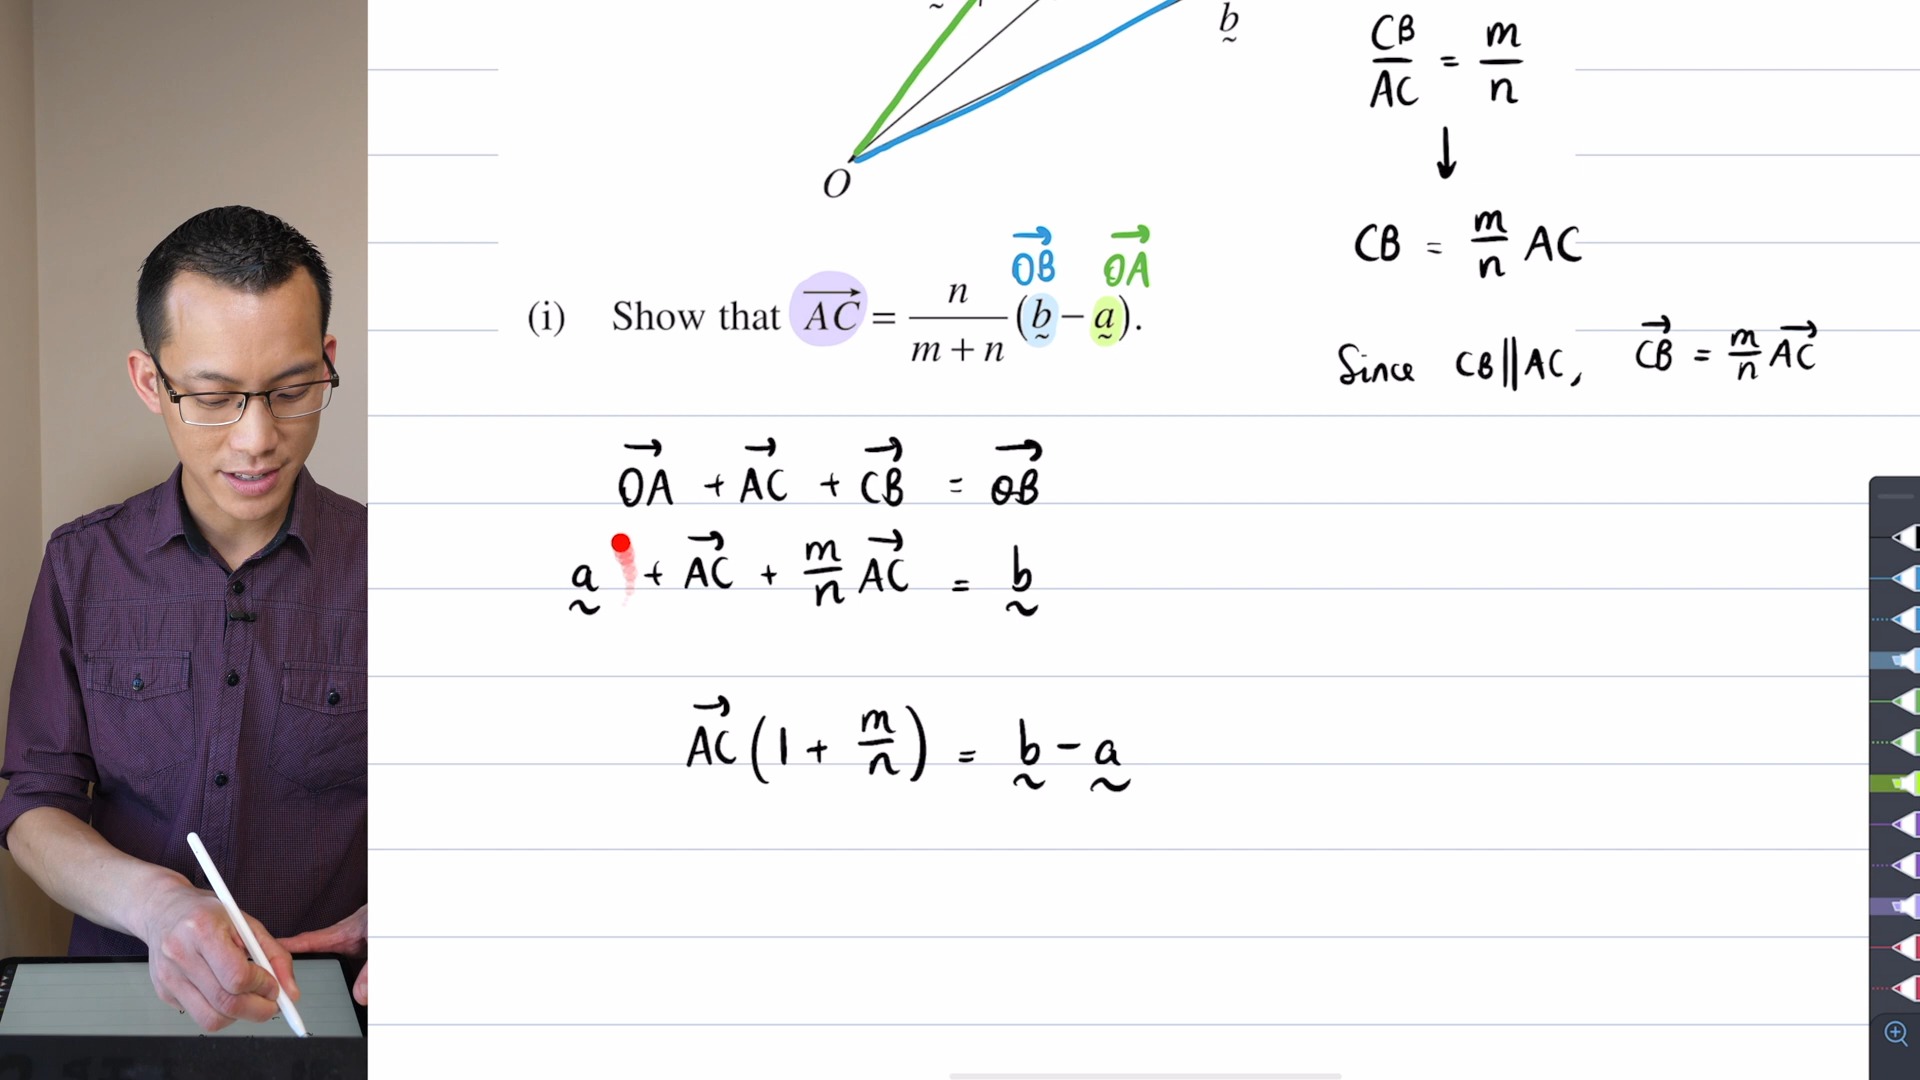 b
~
CB/AC = m/n
↓
O
CB = m/n AC
OB→ OA→
(i) Show that AC→ = n/(m + n) (b̰ − a̰).
Since CB||AC, CB→ = m/n AC→
OA→ + AC→ + CB→ = OB→
a̰ + AC→ + m/n AC→ = b̰
AC→(1 + m/n) = b̰ − a̰